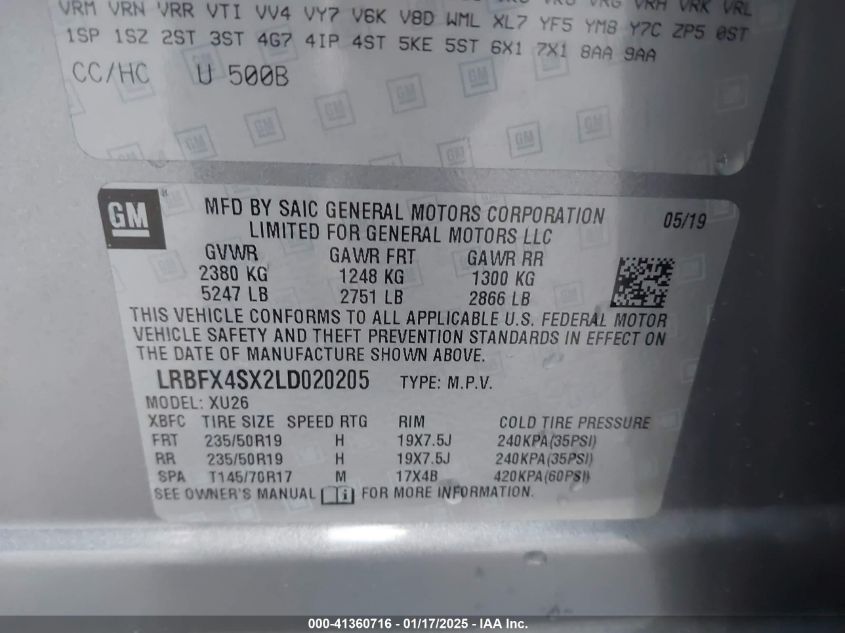 VRM VRN VRR VTI VV4 VY7 V6K V8D WML XL7 YF5 YM8 Y7C ZP5 0ST
1SP 1SZ 2ST 3ST 4G7 4IP 4ST 5KE 5ST 6X1 7X1 8AA 9AA
CC/HC U 500B
GM
MFD BY SAIC GENERAL MOTORS CORPORATION 05/19
LIMITED FOR GENERAL MOTORS LLC
GVWR GAWR FRT GAWR RR
2380 KG 1248 KG 1300 KG
5247 LB 2751 LB 2866 LB
THIS VEHICLE CONFORMS TO ALL APPLICABLE U.S. FEDERAL MOTOR
VEHICLE SAFETY AND THEFT PREVENTION STANDARDS IN EFFECT ON
THE DATE OF MANUFACTURE SHOWN ABOVE.
LRBFX4SX2LD020205 TYPE: M.P.V.
MODEL: XU26
XBFC TIRE SIZE SPEED RTG RIM COLD TIRE PRESSURE
FRT 235/50R19 H 19X7.5J 240KPA(35PSI)
RR 235/50R19 H 19X7.5J 240KPA(35PSI)
SPA T145/70R17 M 17X4B 420KPA(60PSI)
SEE OWNER'S MANUAL FOR MORE INFORMATION.
000-41360716 - 01/17/2025 - IAA Inc.